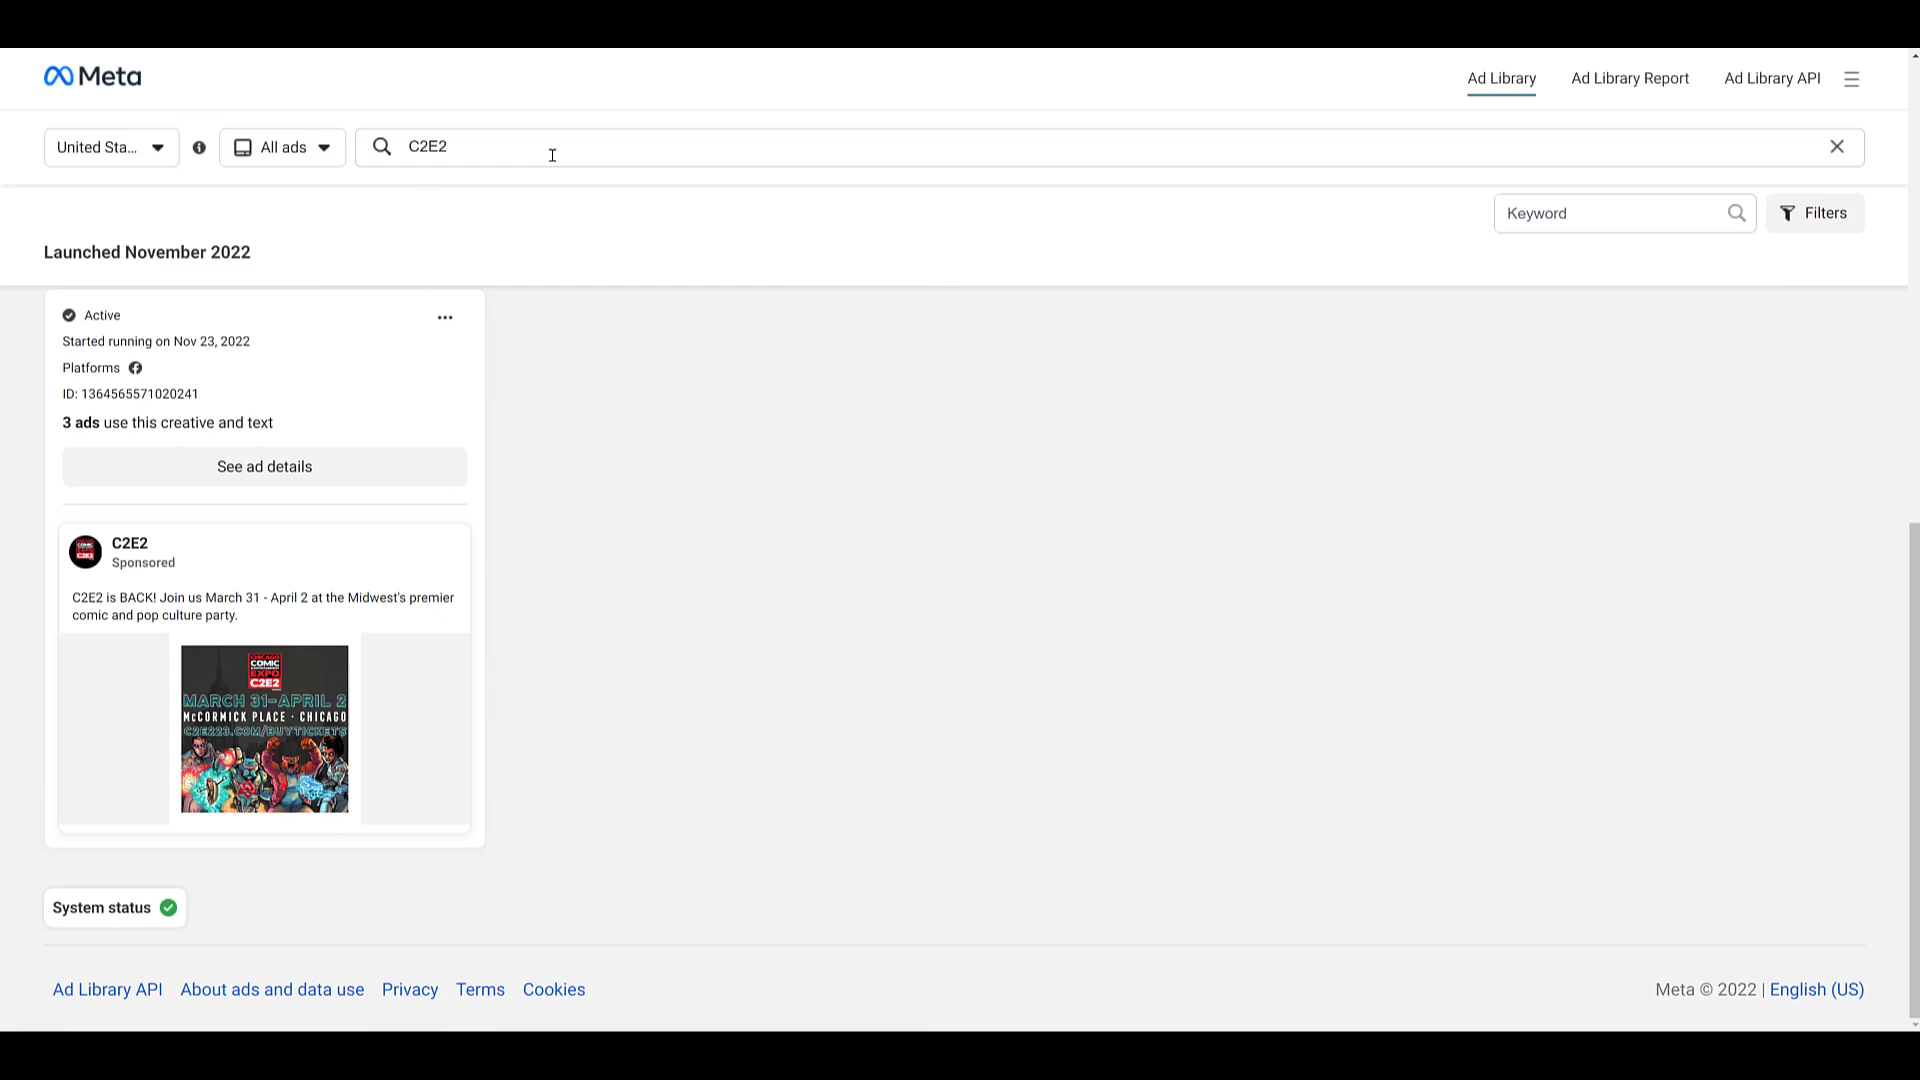 Meta
Ad Library
Ad Library Report
Ad Library API
United Sta...
All ads
C2E2
Keyword
Filters
Launched November 2022
Active
Started running on Nov 23, 2022
Platforms
ID: 1364565571020241
3 ads use this creative and text
See ad details
C2E2
Sponsored
C2E2 is BACK! Join us March 31 - April 2 at the Midwest's premier
comic and pop culture party.
CHICAGO
COMIC
EXPO
C2E2
MARCH 31-APRIL 2
McCORMICK PLACE · CHICAGO
C2E223.COM/BUYTICKETS
System status
Ad Library API
About ads and data use
Privacy
Terms
Cookies
Meta © 2022 | English (US)